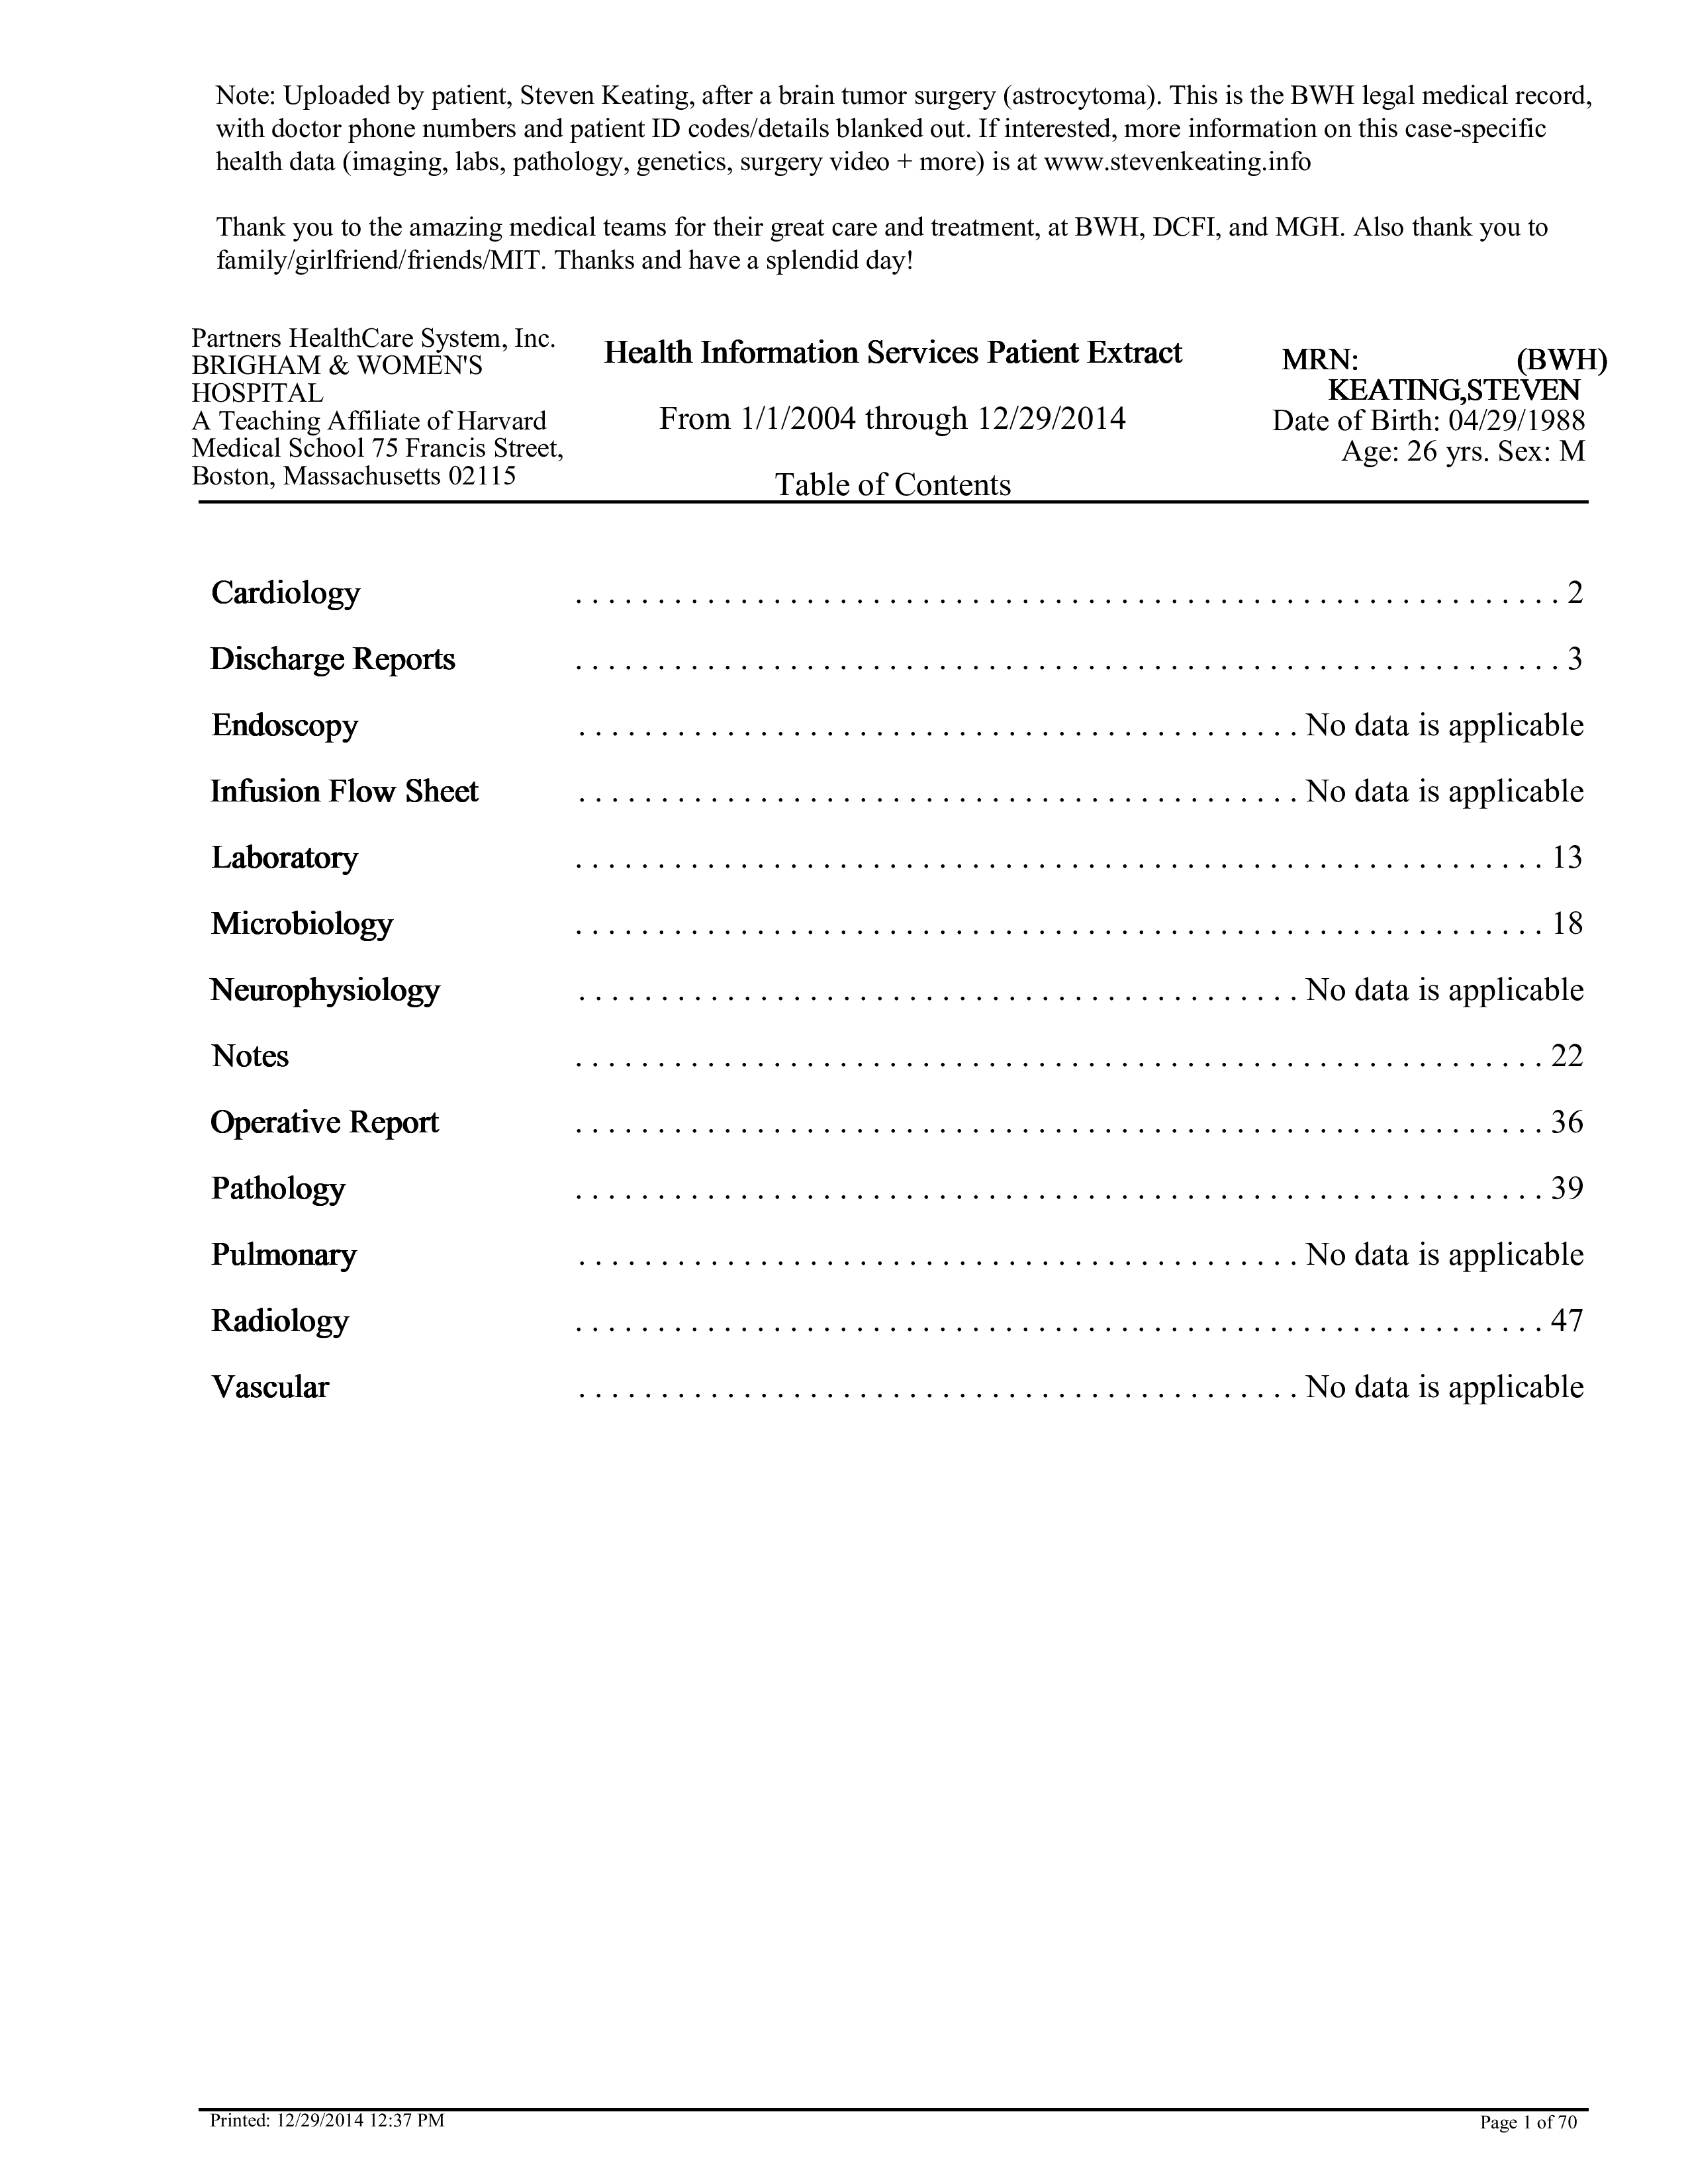 Note: Uploaded by patient, Steven Keating, after a brain tumor surgery (astrocytoma). This is the BWH legal medical record,
with doctor phone numbers and patient ID codes/details blanked out. If interested, more information on this case-specific
health data (imaging, labs, pathology, genetics, surgery video + more) is at www.stevenkeating.info
Thank you to the amazing medical teams for their great care and treatment, at BWH, DCFI, and MGH. Also thank you to
family/girlfriend/friends/MIT. Thanks and have a splendid day!
Partners HealthCare System, Inc.
BRIGHAM & WOMEN'S
HOSPITAL
A Teaching Affiliate of Harvard
Medical School 75 Francis Street,
Boston, Massachusetts 02115
Health Information Services Patient Extract
From 1/1/2004 through 12/29/2014
Table of Contents
MRN: (BWH)
KEATING,STEVEN
Date of Birth: 04/29/1988
Age: 26 yrs. Sex: M
Cardiology . . . . . . . . . . . . . . . . . . . . 2
Discharge Reports . . . . . . . . . . . . . . . . . . . . 3
Endoscopy . . . . . . . . . . . . . . . . . . . . No data is applicable
Infusion Flow Sheet . . . . . . . . . . . . . . . . . . . . No data is applicable
Laboratory . . . . . . . . . . . . . . . . . . . . 13
Microbiology . . . . . . . . . . . . . . . . . . . . 18
Neurophysiology . . . . . . . . . . . . . . . . . . . . No data is applicable
Notes . . . . . . . . . . . . . . . . . . . . 22
Operative Report . . . . . . . . . . . . . . . . . . . . 36
Pathology . . . . . . . . . . . . . . . . . . . . 39
Pulmonary . . . . . . . . . . . . . . . . . . . . No data is applicable
Radiology . . . . . . . . . . . . . . . . . . . . 47
Vascular . . . . . . . . . . . . . . . . . . . . No data is applicable
Printed: 12/29/2014 12:37 PM
Page 1 of 70